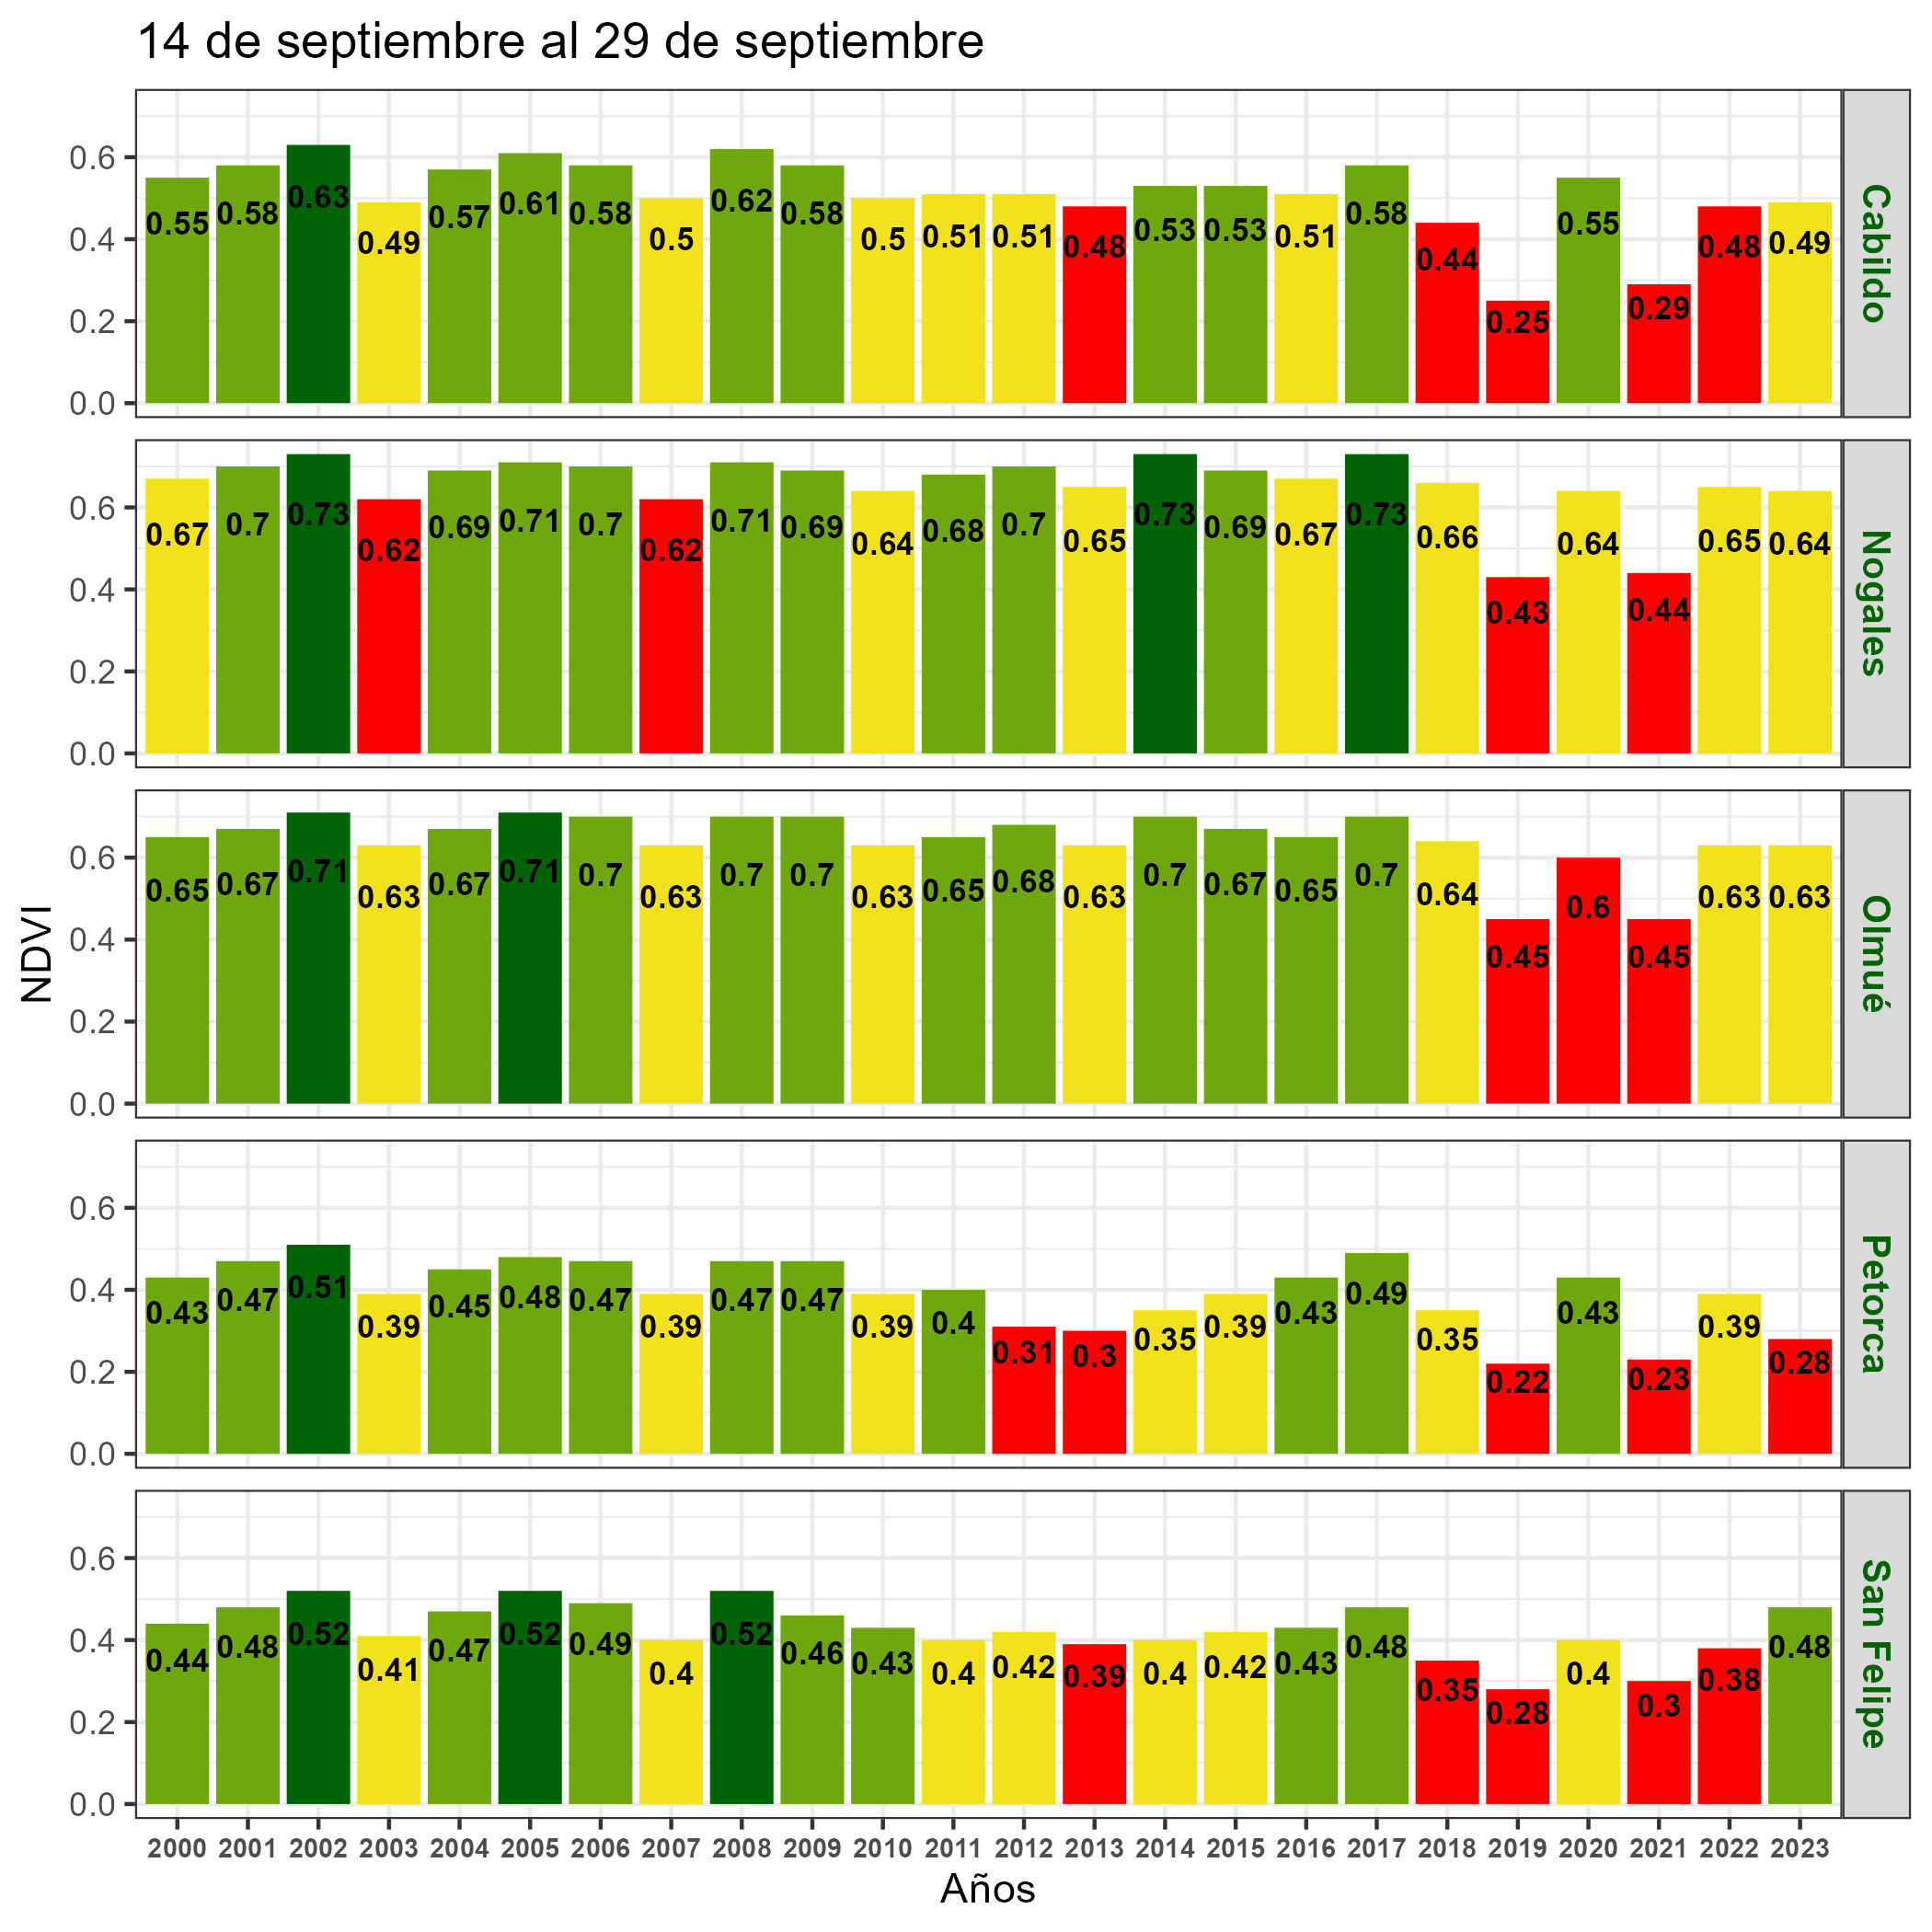 14 de septiembre al 29 de septiembre
0.6
0.4
0.2
0.0
0.55 0.58 0.63 0.49 0.57 0.61 0.58 0.5 0.62 0.58 0.5 0.51 0.51 0.48 0.53 0.53 0.51 0.58 0.44 0.25 0.55 0.29 0.48 0.49
Cabildo
0.6
0.4
0.2
0.0
0.67 0.7 0.73 0.62 0.69 0.71 0.7 0.62 0.71 0.69 0.64 0.68 0.7 0.65 0.73 0.69 0.67 0.73 0.66 0.43 0.64 0.44 0.65 0.64
Nogales
NDVI
0.6
0.4
0.2
0.0
0.65 0.67 0.71 0.63 0.67 0.71 0.7 0.63 0.7 0.7 0.63 0.65 0.68 0.63 0.7 0.67 0.65 0.7 0.64 0.45 0.6 0.45 0.63 0.63
Olmué
0.6
0.4
0.2
0.0
0.43 0.47 0.51 0.39 0.45 0.48 0.47 0.39 0.47 0.47 0.39 0.4 0.31 0.3 0.35 0.39 0.43 0.49 0.35 0.22 0.43 0.23 0.39 0.28
Petorca
0.6
0.4
0.2
0.0
0.44 0.48 0.52 0.41 0.47 0.52 0.49 0.4 0.52 0.46 0.43 0.4 0.42 0.39 0.4 0.42 0.43 0.48 0.35 0.28 0.4 0.3 0.38 0.48
San Felipe
2000 2001 2002 2003 2004 2005 2006 2007 2008 2009 2010 2011 2012 2013 2014 2015 2016 2017 2018 2019 2020 2021 2022 2023
Años